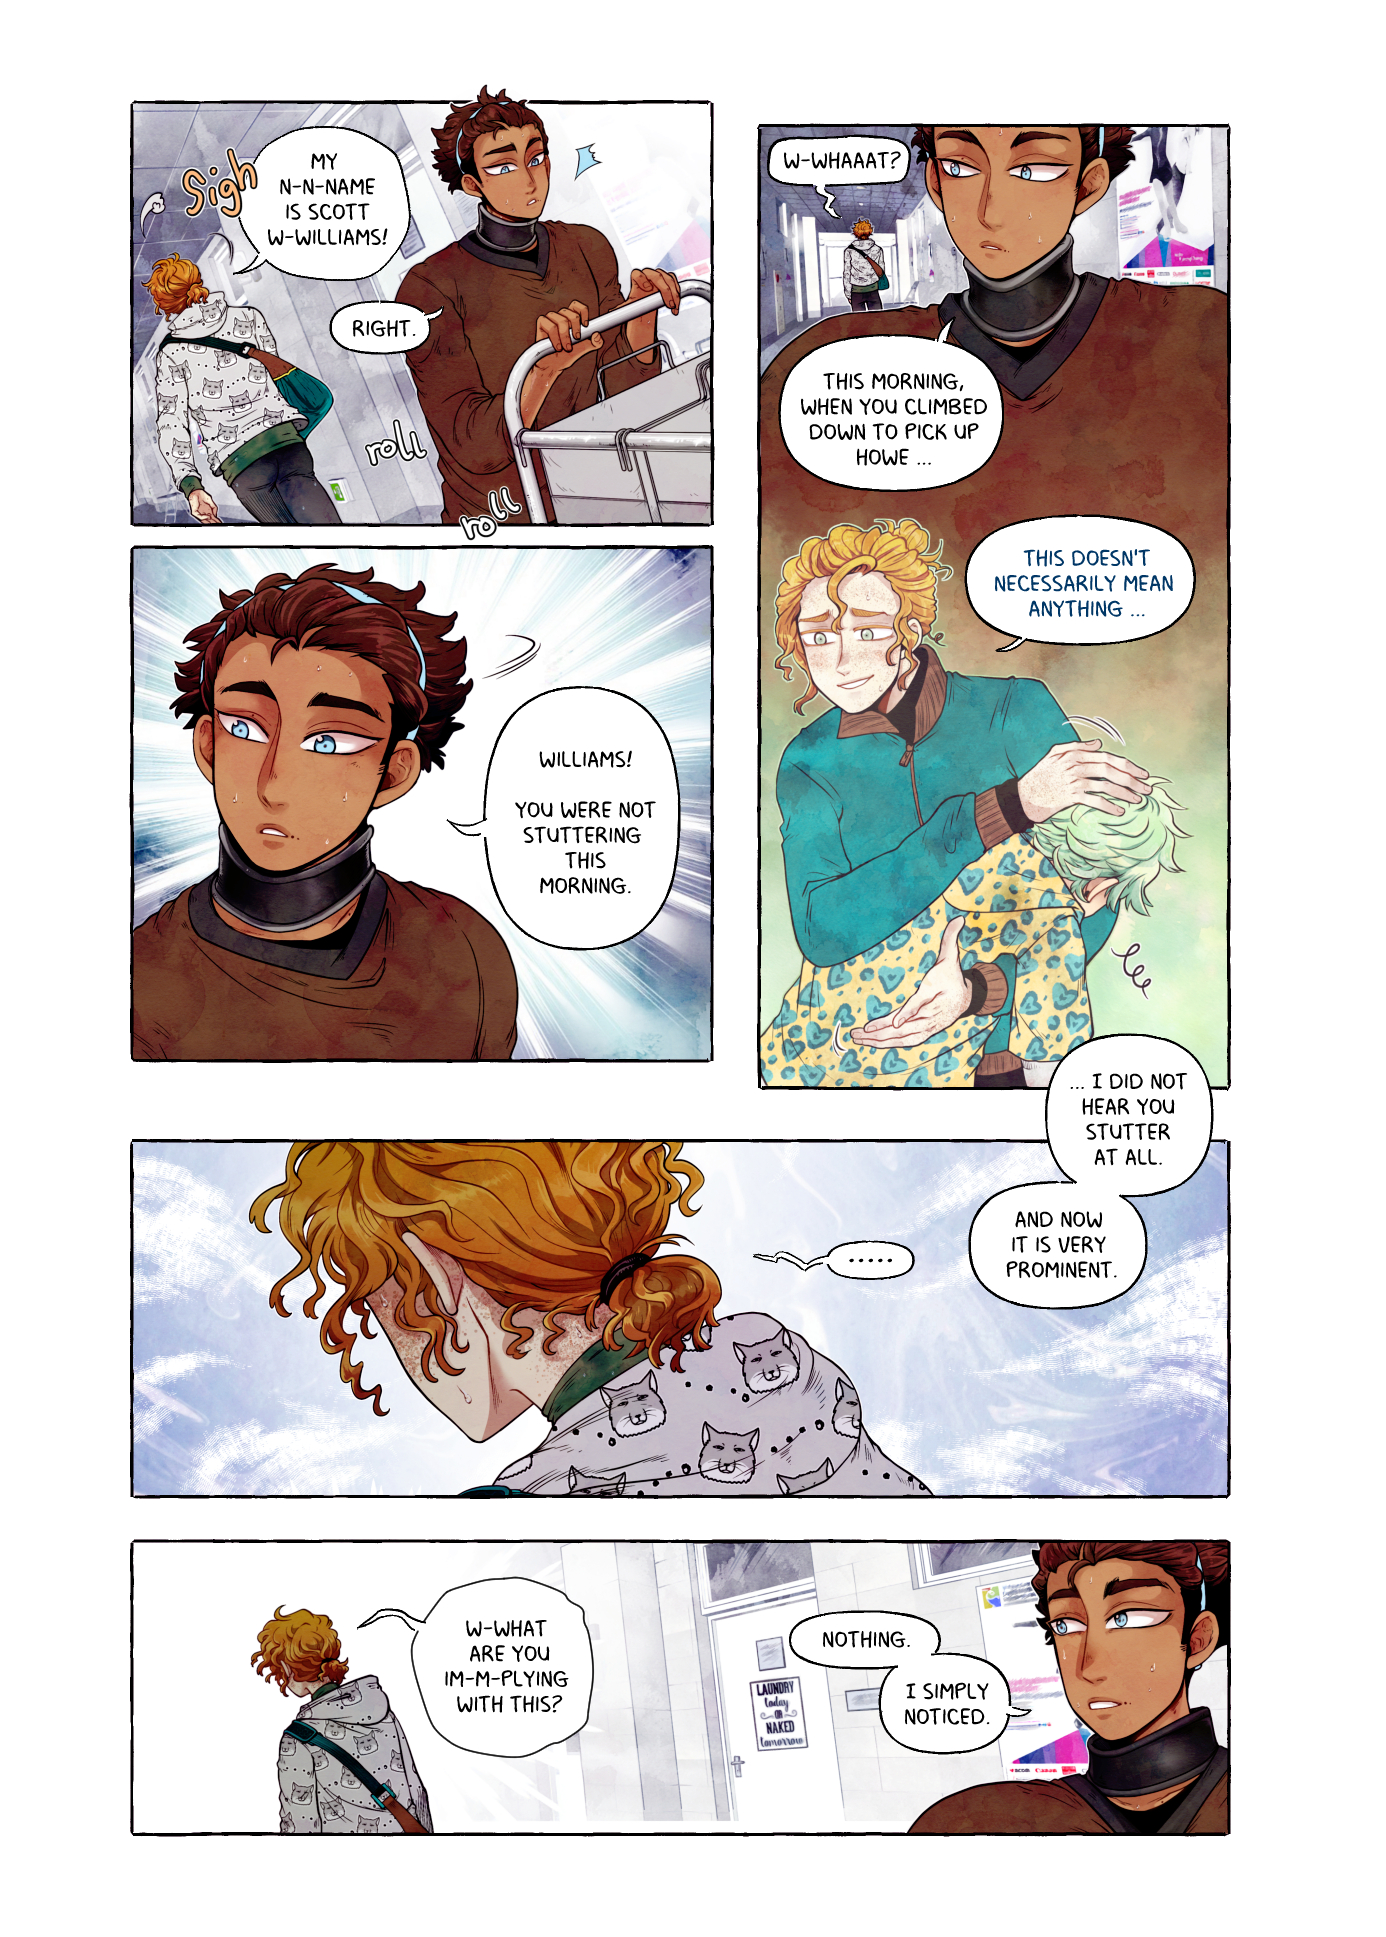 Sigh
MY
N-N-NAME
IS SCOTT
W-WILLIAMS!
RIGHT.
roll
roll
WILLIAMS!
YOU WERE NOT
STUTTERING
THIS
MORNING.
W-WHAAAT?
THIS MORNING,
WHEN YOU CLIMBED
DOWN TO PICK UP
HOWE ...
THIS DOESN'T
NECESSARILY MEAN
ANYTHING ...
... I DID NOT
HEAR YOU
STUTTER
AT ALL.
AND NOW
IT IS VERY
PROMINENT.
.....
W-WHAT
ARE YOU
IM-M-PLYING
WITH THIS?
NOTHING.
I SIMPLY
NOTICED.
LAUNDRY
today
OR
NAKED
tomorrow
Canon